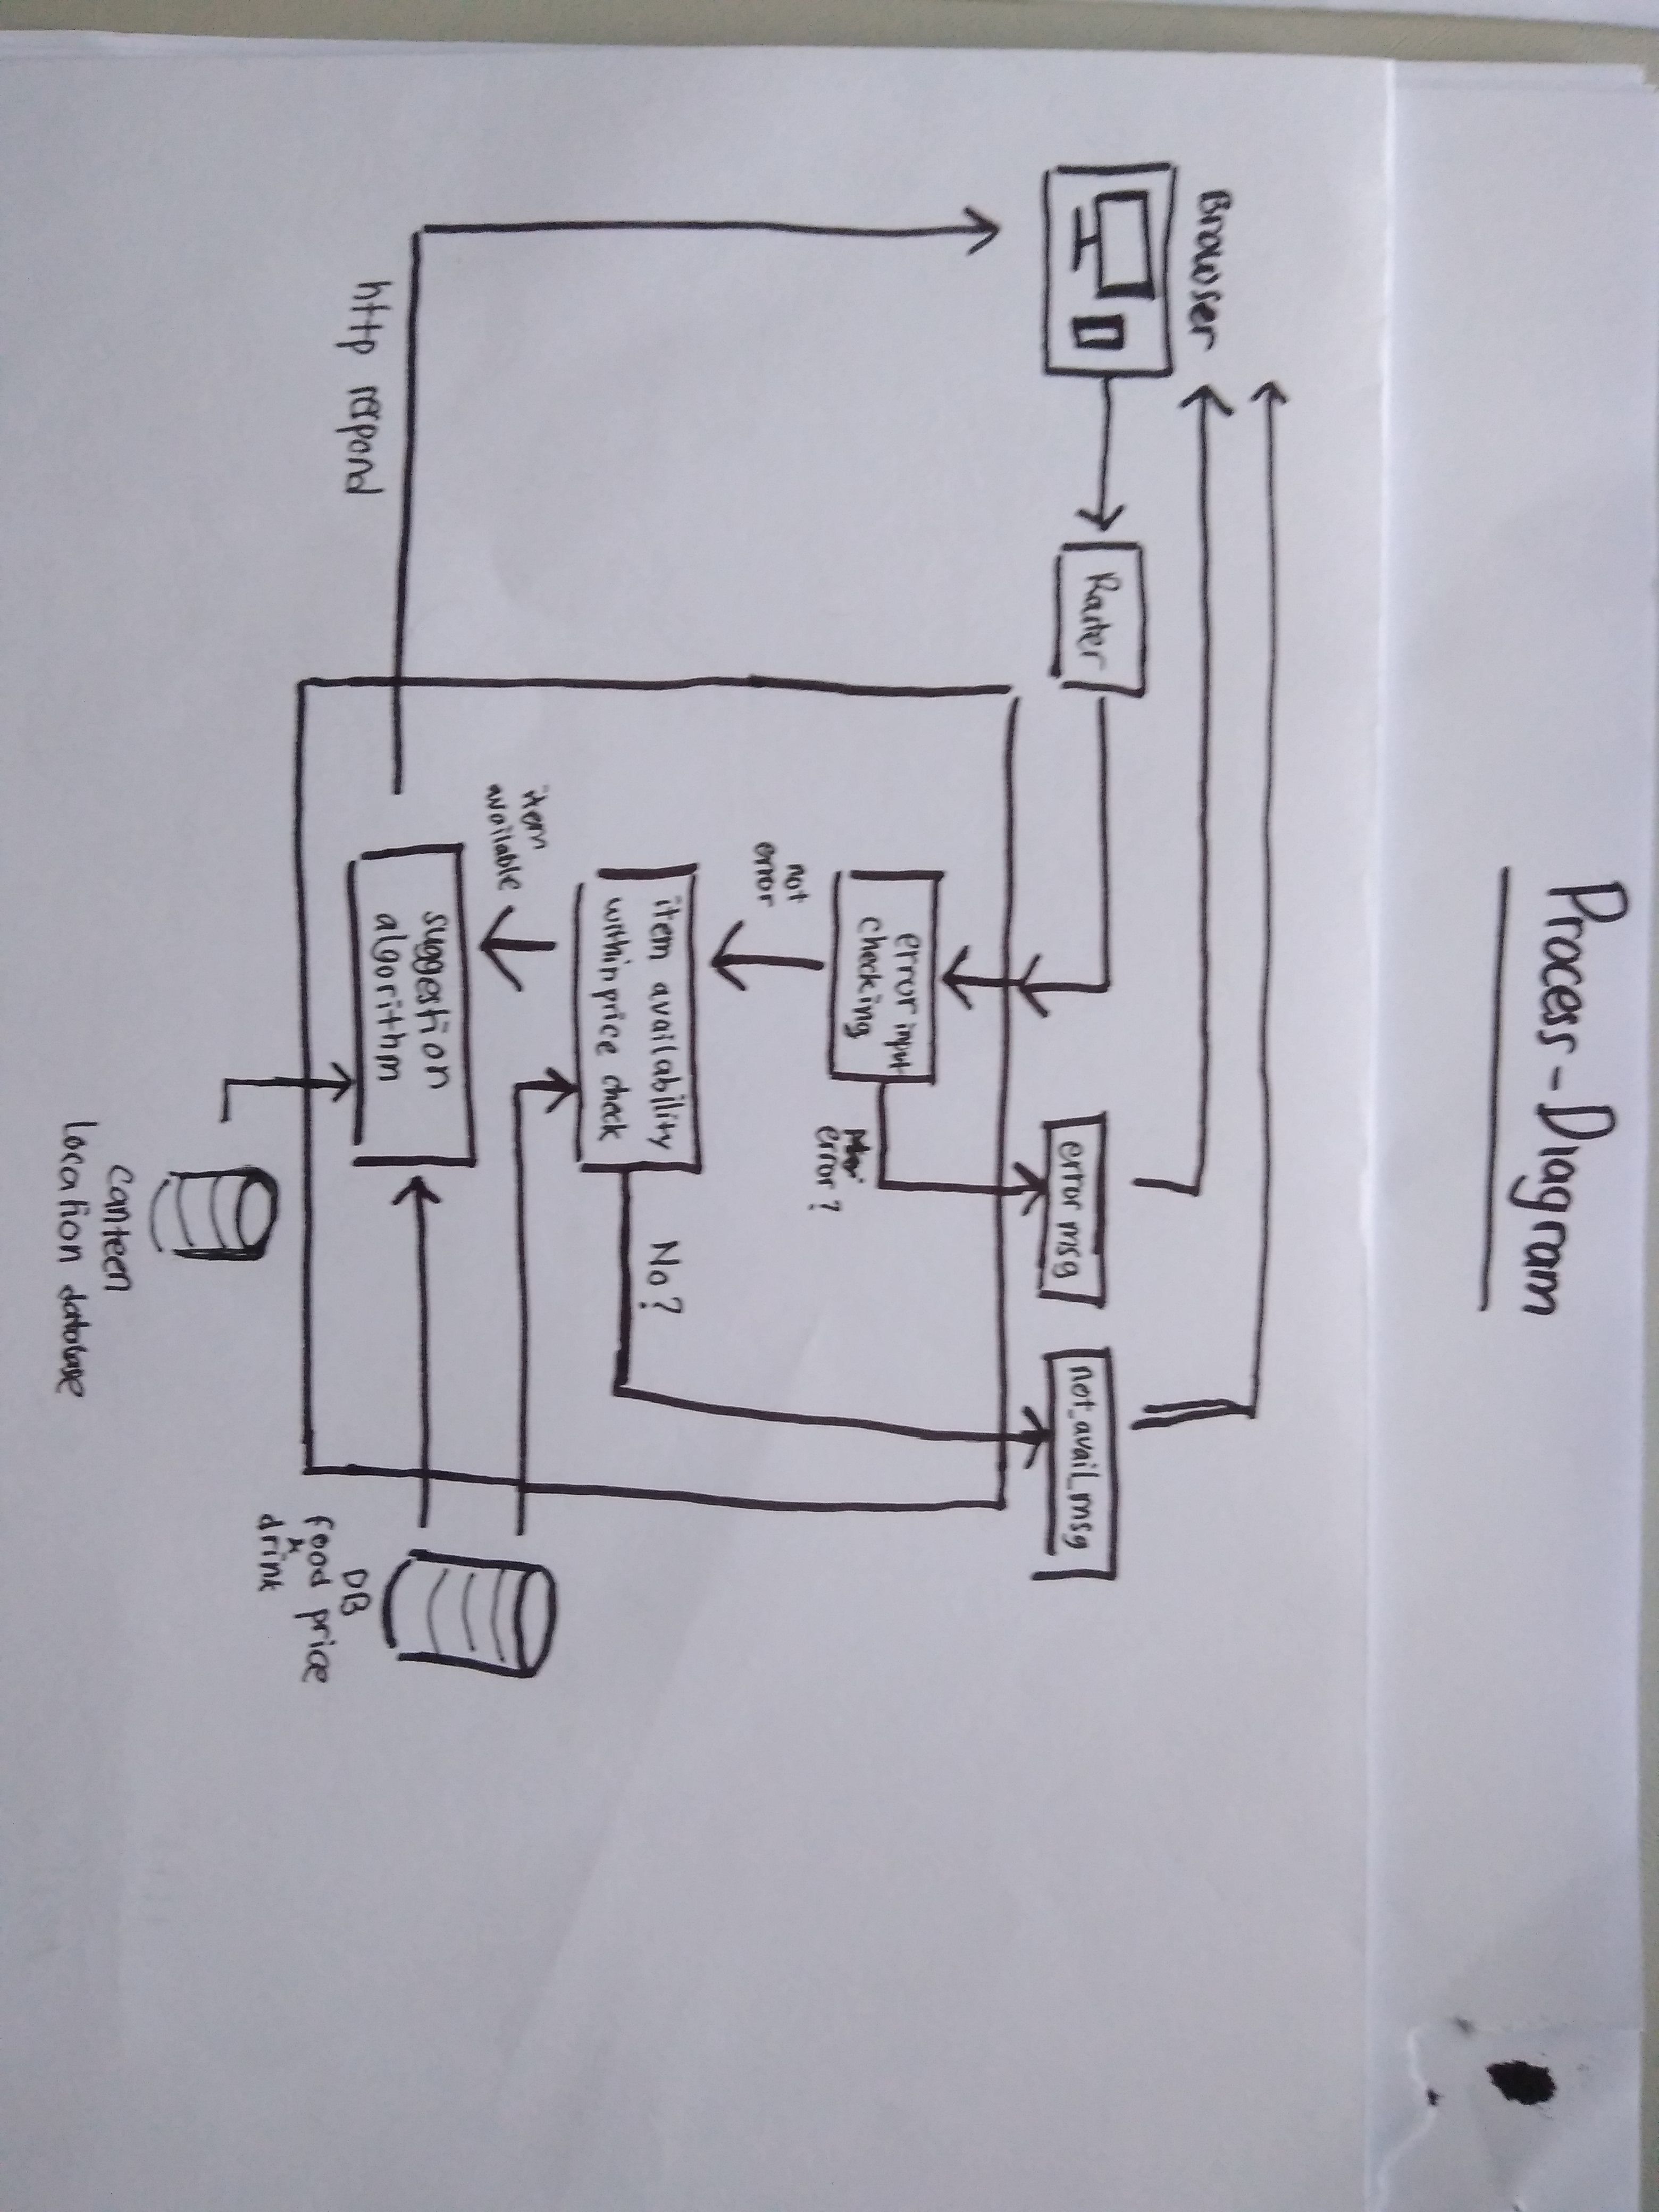 Process-Diagram
Browser
Router
error input
checking
error msg
not_avail_msg
error?
not
error
item availability
within price check
No?
item
available
suggestion
algorithm
http respond
DB
food price
&
drink
Canteen
location database